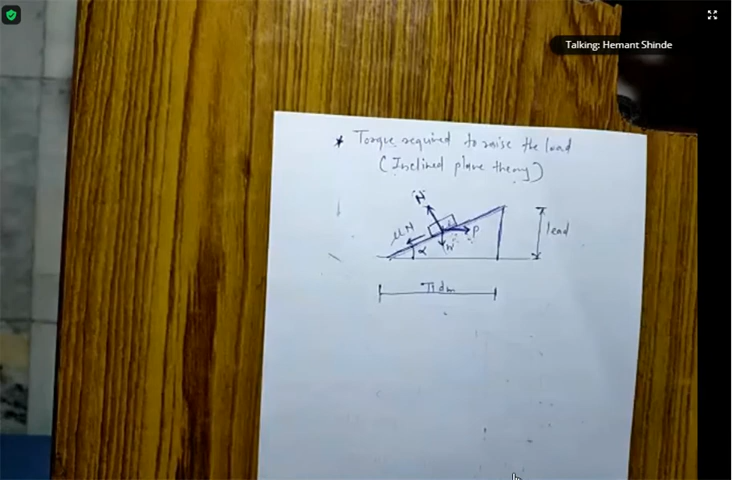 Talking: Hemant Shinde
* Torque required to raise the load
(Inclined plane theory)
N
μN
P
W
α
lead
πdm